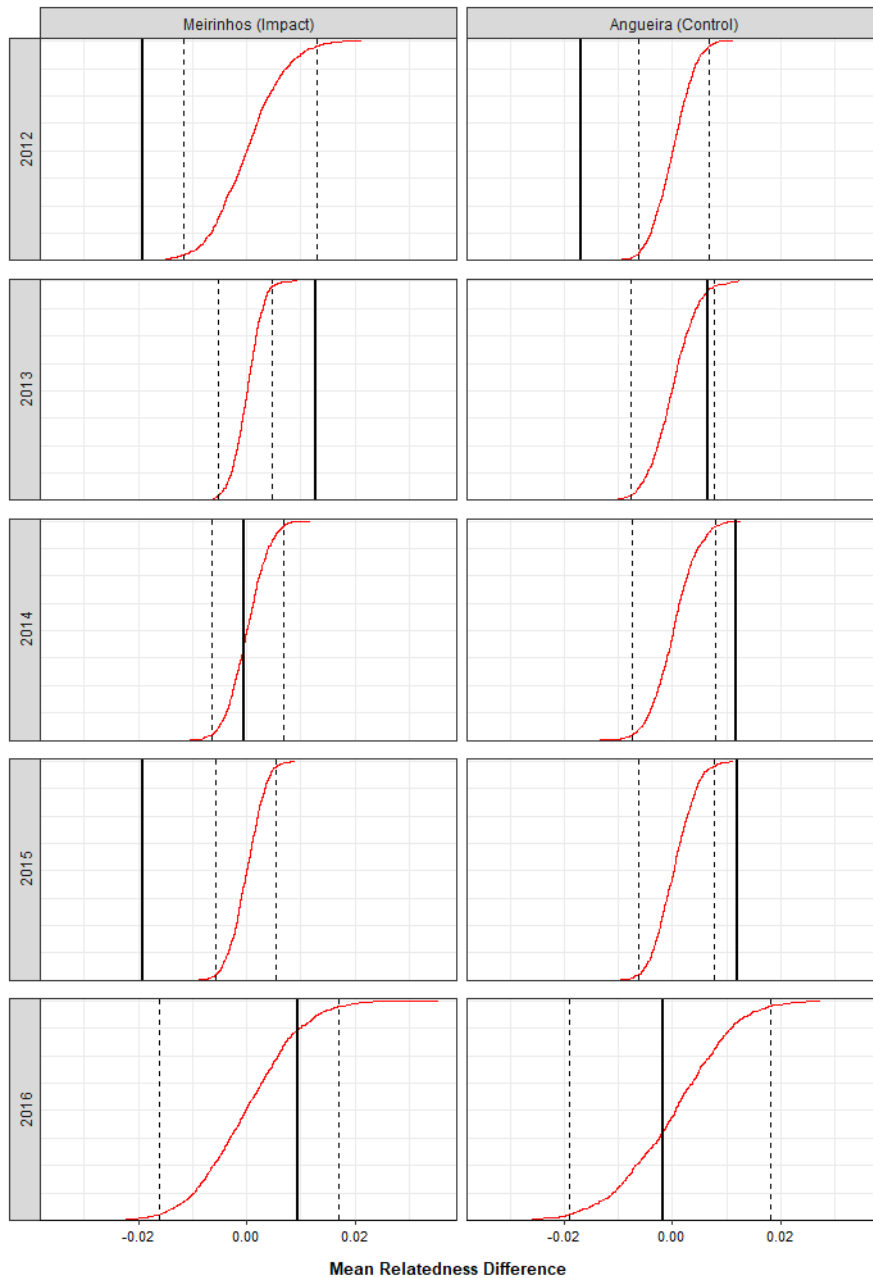 Meirinhos (Impact) Angueira (Control)
2012
2013
2014
2015
2016
-0.02 0.00 0.02 -0.02 0.00 0.02
Mean Relatedness Difference